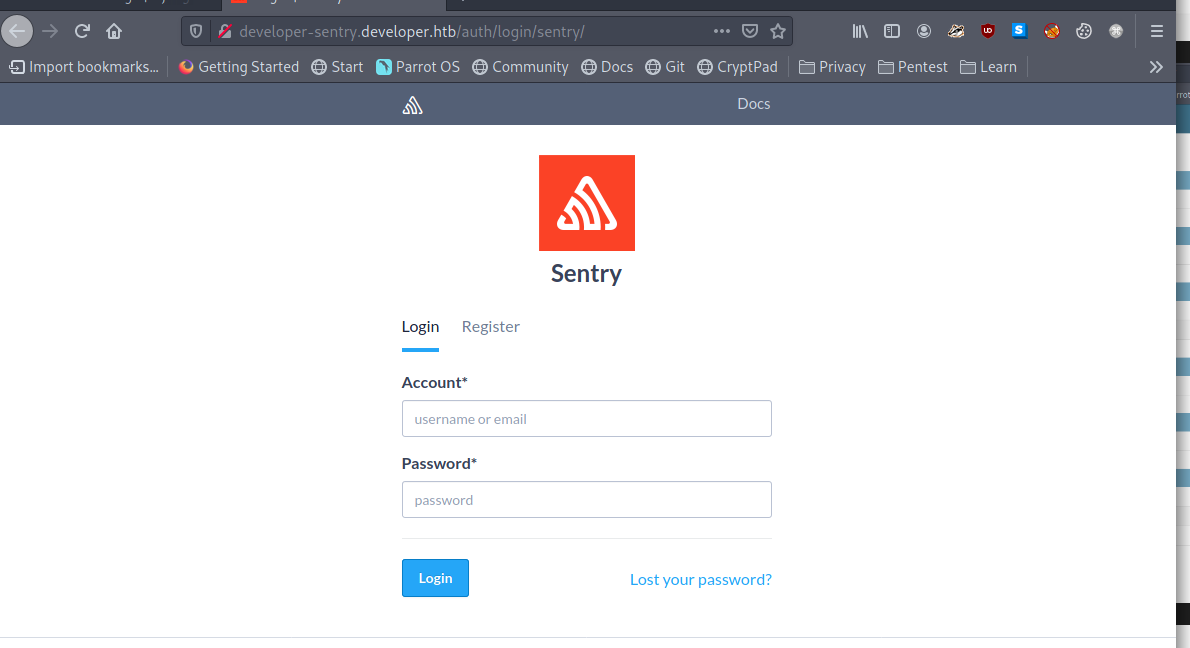 developer-sentry.developer.htb/auth/login/sentry/
Import bookmarks... Getting Started Start Parrot OS Community Docs Git CryptPad Privacy Pentest Learn
Docs
Sentry
Login Register
Account*
username or email
Password*
password
Login Lost your password?